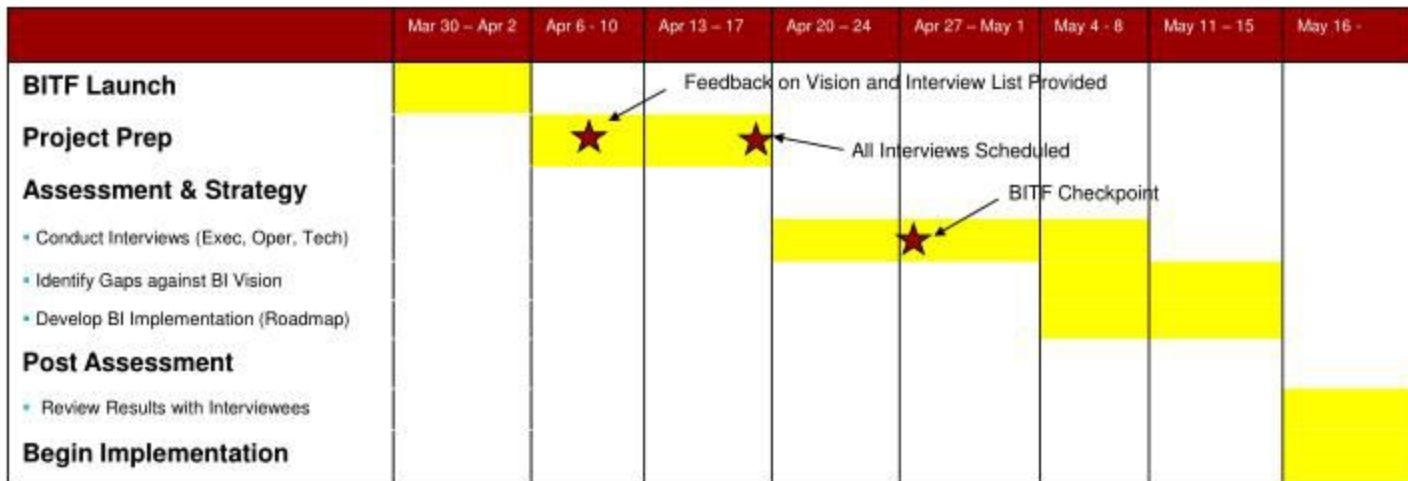 Mar 30 – Apr 2 Apr 6 - 10 Apr 13 – 17 Apr 20 – 24 Apr 27 – May 1 May 4 - 8 May 11 – 15 May 16 -
BITF Launch
Feedback on Vision and Interview List Provided
Project Prep
All Interviews Scheduled
Assessment & Strategy
BITF Checkpoint
▪ Conduct Interviews (Exec, Oper, Tech)
▪ Identify Gaps against BI Vision
▪ Develop BI Implementation (Roadmap)
Post Assessment
▪ Review Results with Interviewees
Begin Implementation